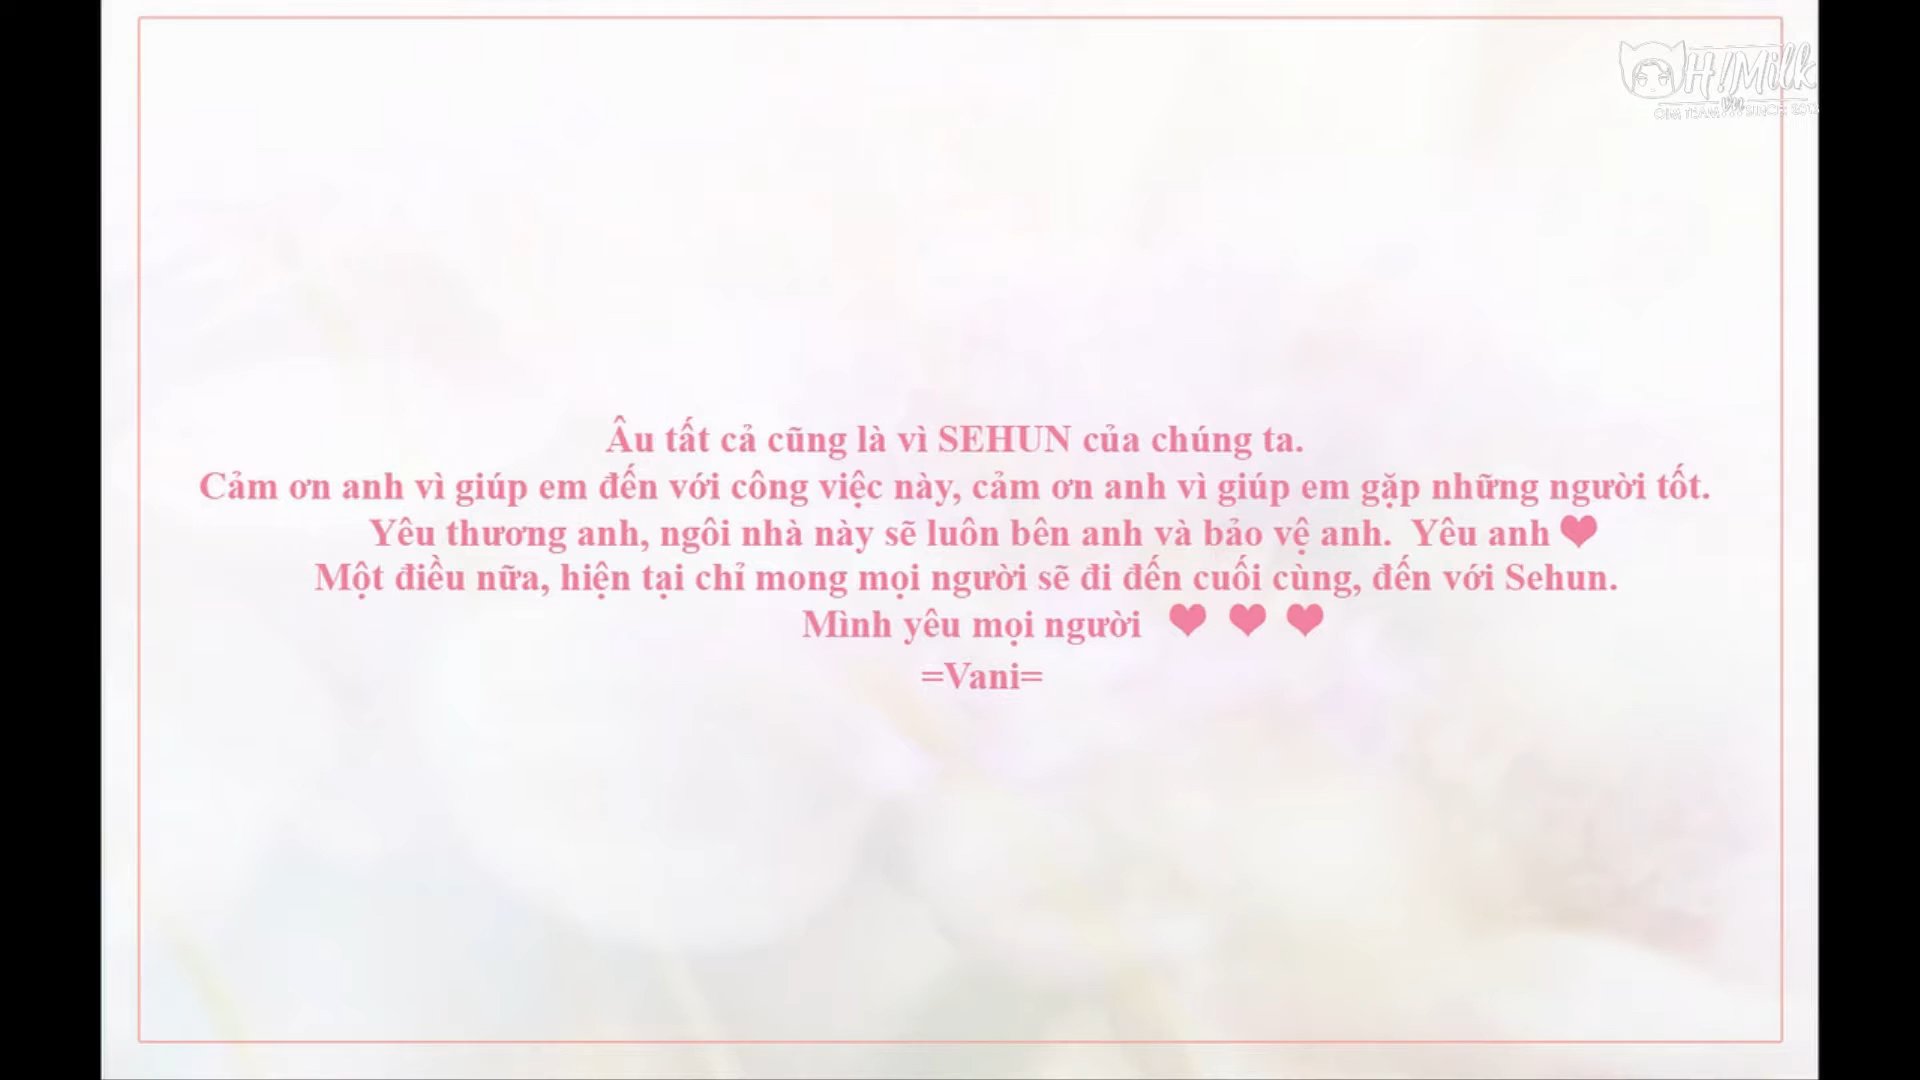 H!Milk
Âu tất cả cũng là vì SEHUN của chúng ta.
Cảm ơn anh vì giúp em đến với công việc này, cảm ơn anh vì giúp em gặp những người tốt.
Yêu thương anh, ngôi nhà này sẽ luôn bên anh và bảo vệ anh. Yêu anh ❤
Một điều nữa, hiện tại chỉ mong mọi người sẽ đi đến cuối cùng, đến với Sehun.
Mình yêu mọi người ❤ ❤ ❤
=Vani=